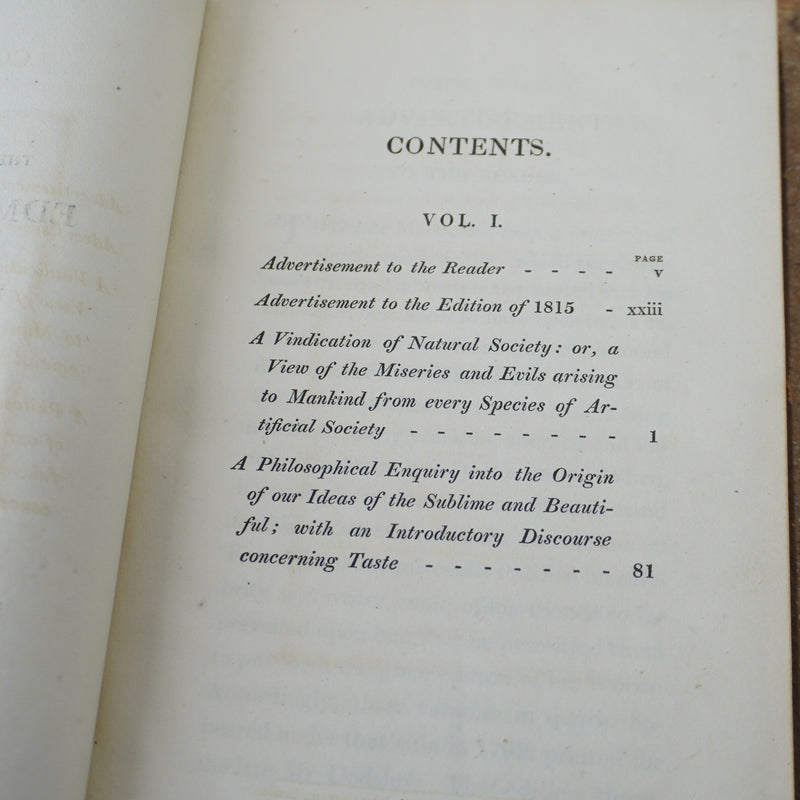 CONTENTS.
VOL. I.
PAGE
Advertisement to the Reader - - - - V
Advertisement to the Edition of 1815 - xxiii
A Vindication of Natural Society: or, a
View of the Miseries and Evils arising
to Mankind from every Species of Ar-
tificial Society - - - - - - - - 1
A Philosophical Enquiry into the Origin
of our Ideas of the Sublime and Beauti-
ful; with an Introductory Discourse
concerning Taste - - - - - - - 81